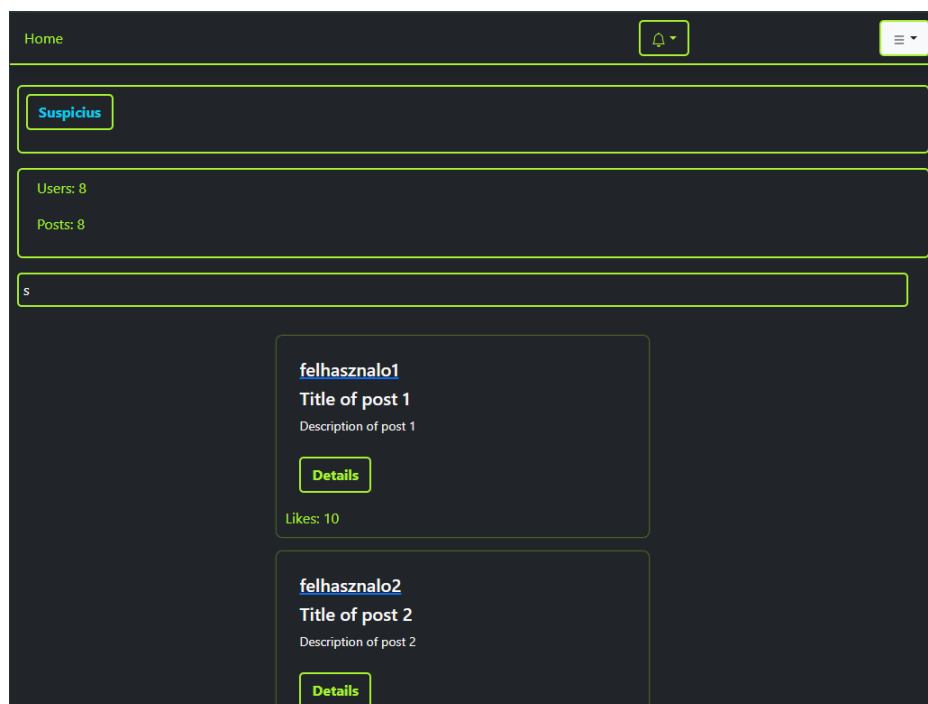 Home
Suspicius
Users: 8
Posts: 8
s
felhasznalo1
Title of post 1
Description of post 1
Details
Likes: 10
felhasznalo2
Title of post 2
Description of post 2
Details